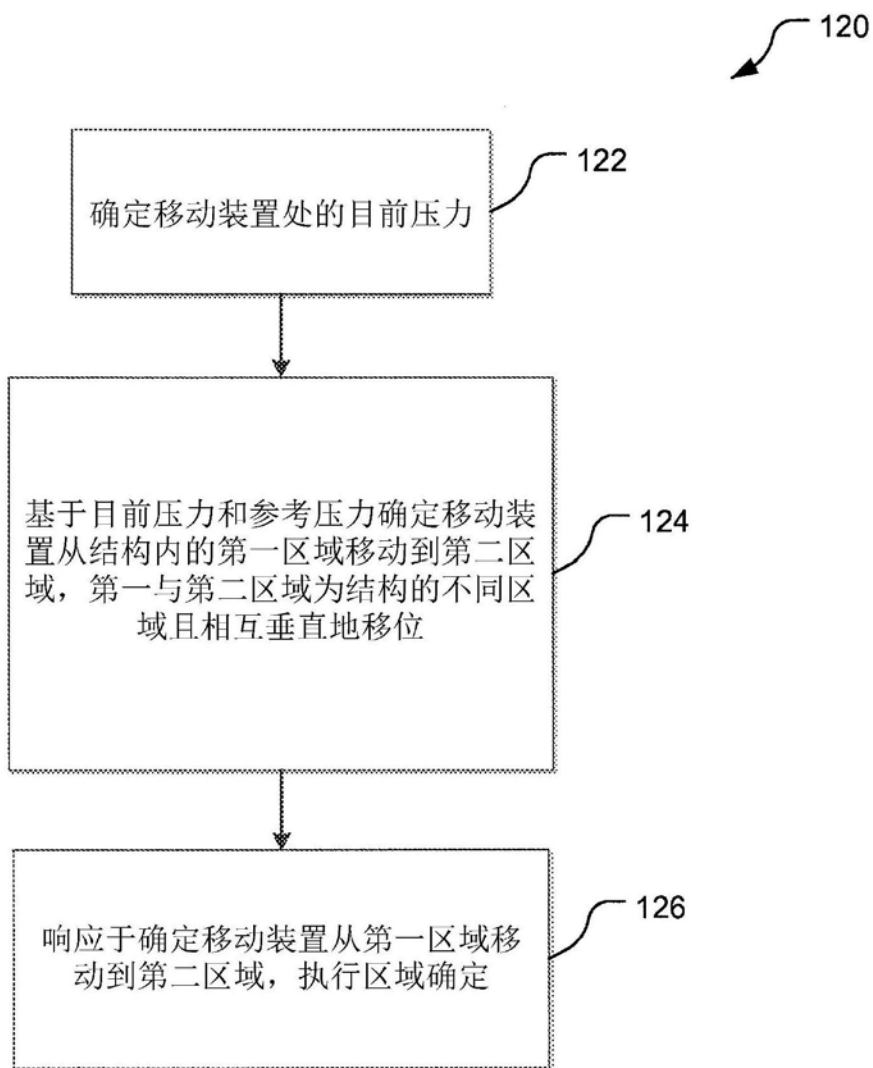 120
122
确定移动装置处的目前压力
基于目前压力和参考压力确定移动装
置从结构内的第一区域移动到第二区
域，第一与第二区域为结构的不同区
域且相互垂直地移位
124
响应于确定移动装置从第一区域移
动到第二区域，执行区域确定
126